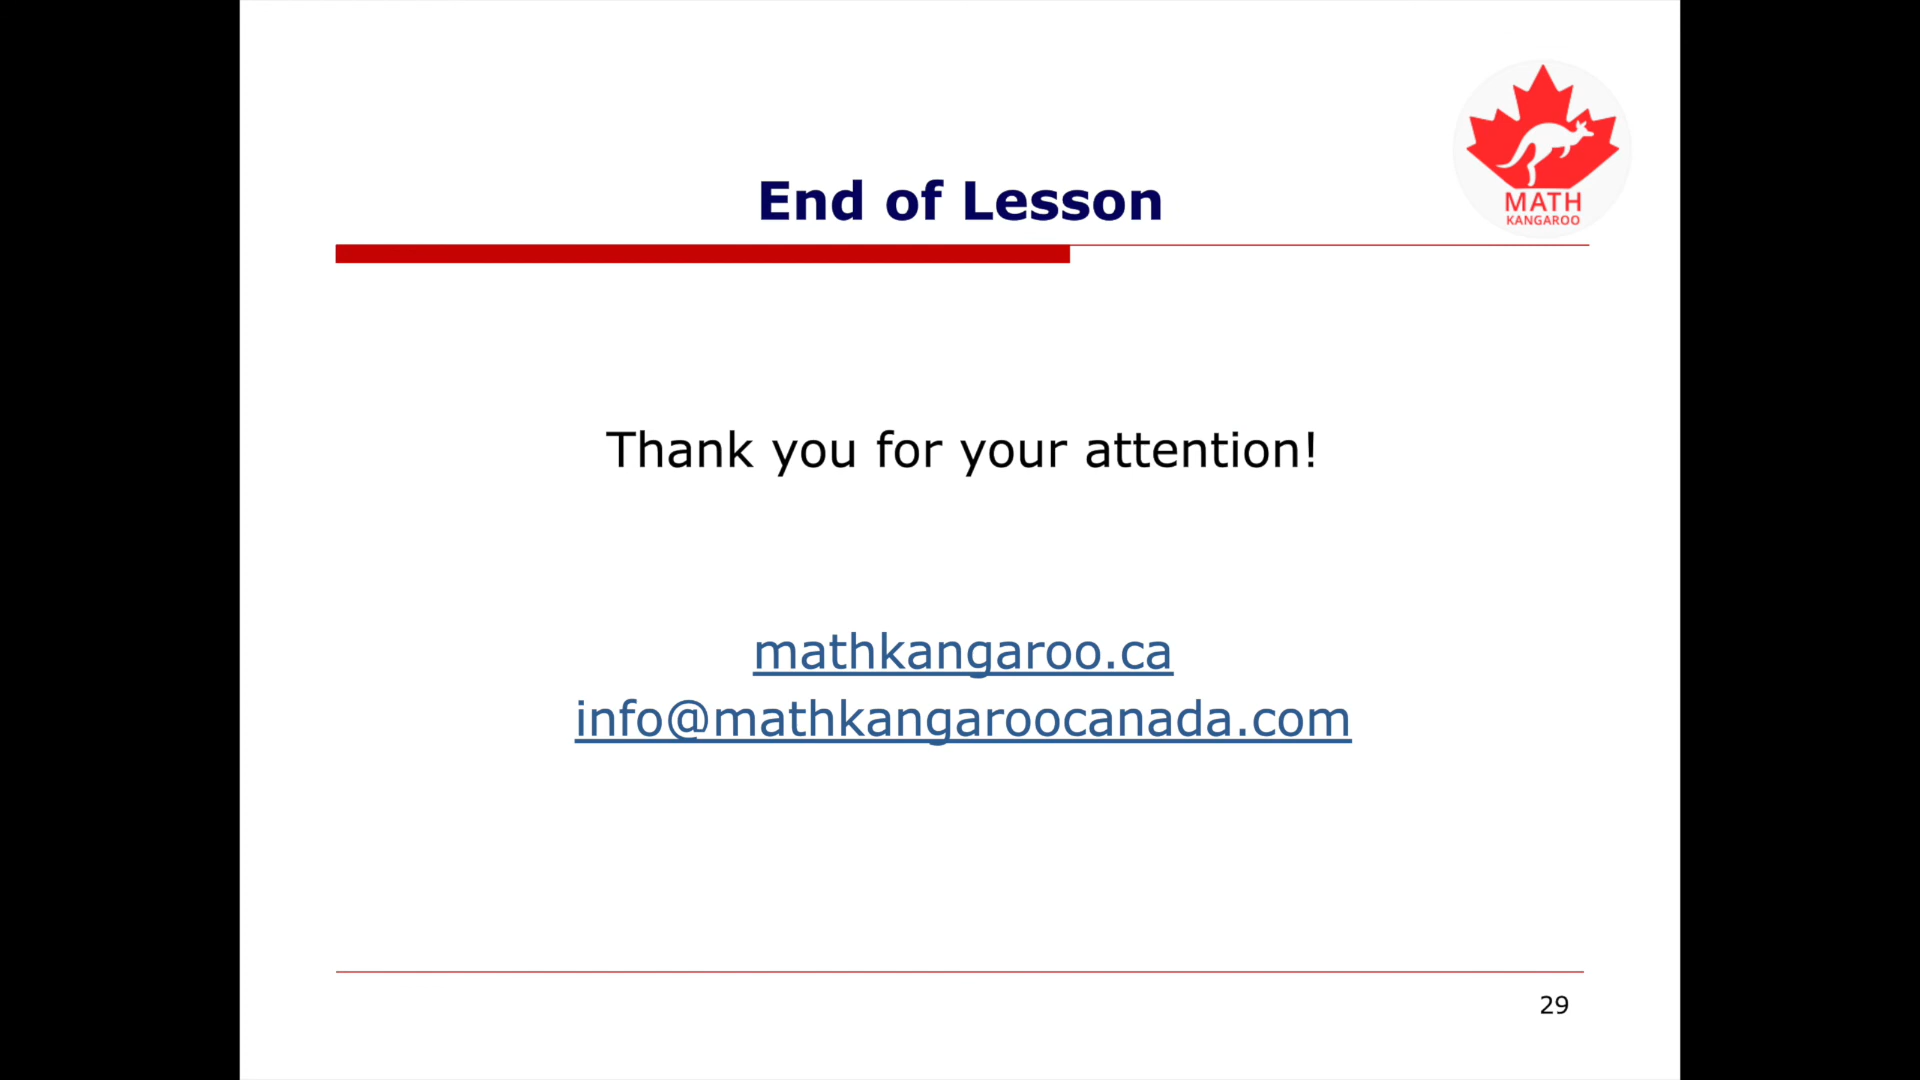 MATH
KANGAROO
End of Lesson
Thank you for your attention!
mathkangaroo.ca
info@mathkangaroocanada.com
29